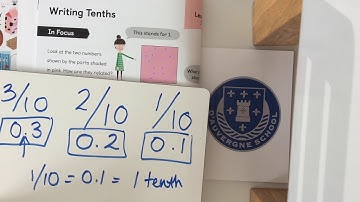 Writing Tenths
In Focus
This stands for 1.
Look at the two numbers
shown by the parts shaded
in pink. How are they related?
3/10 2/10 1/10
0.3 0.2 0.1
1/10 = 0.1 = 1 tenth
D'AUVERGNE SCHOOL